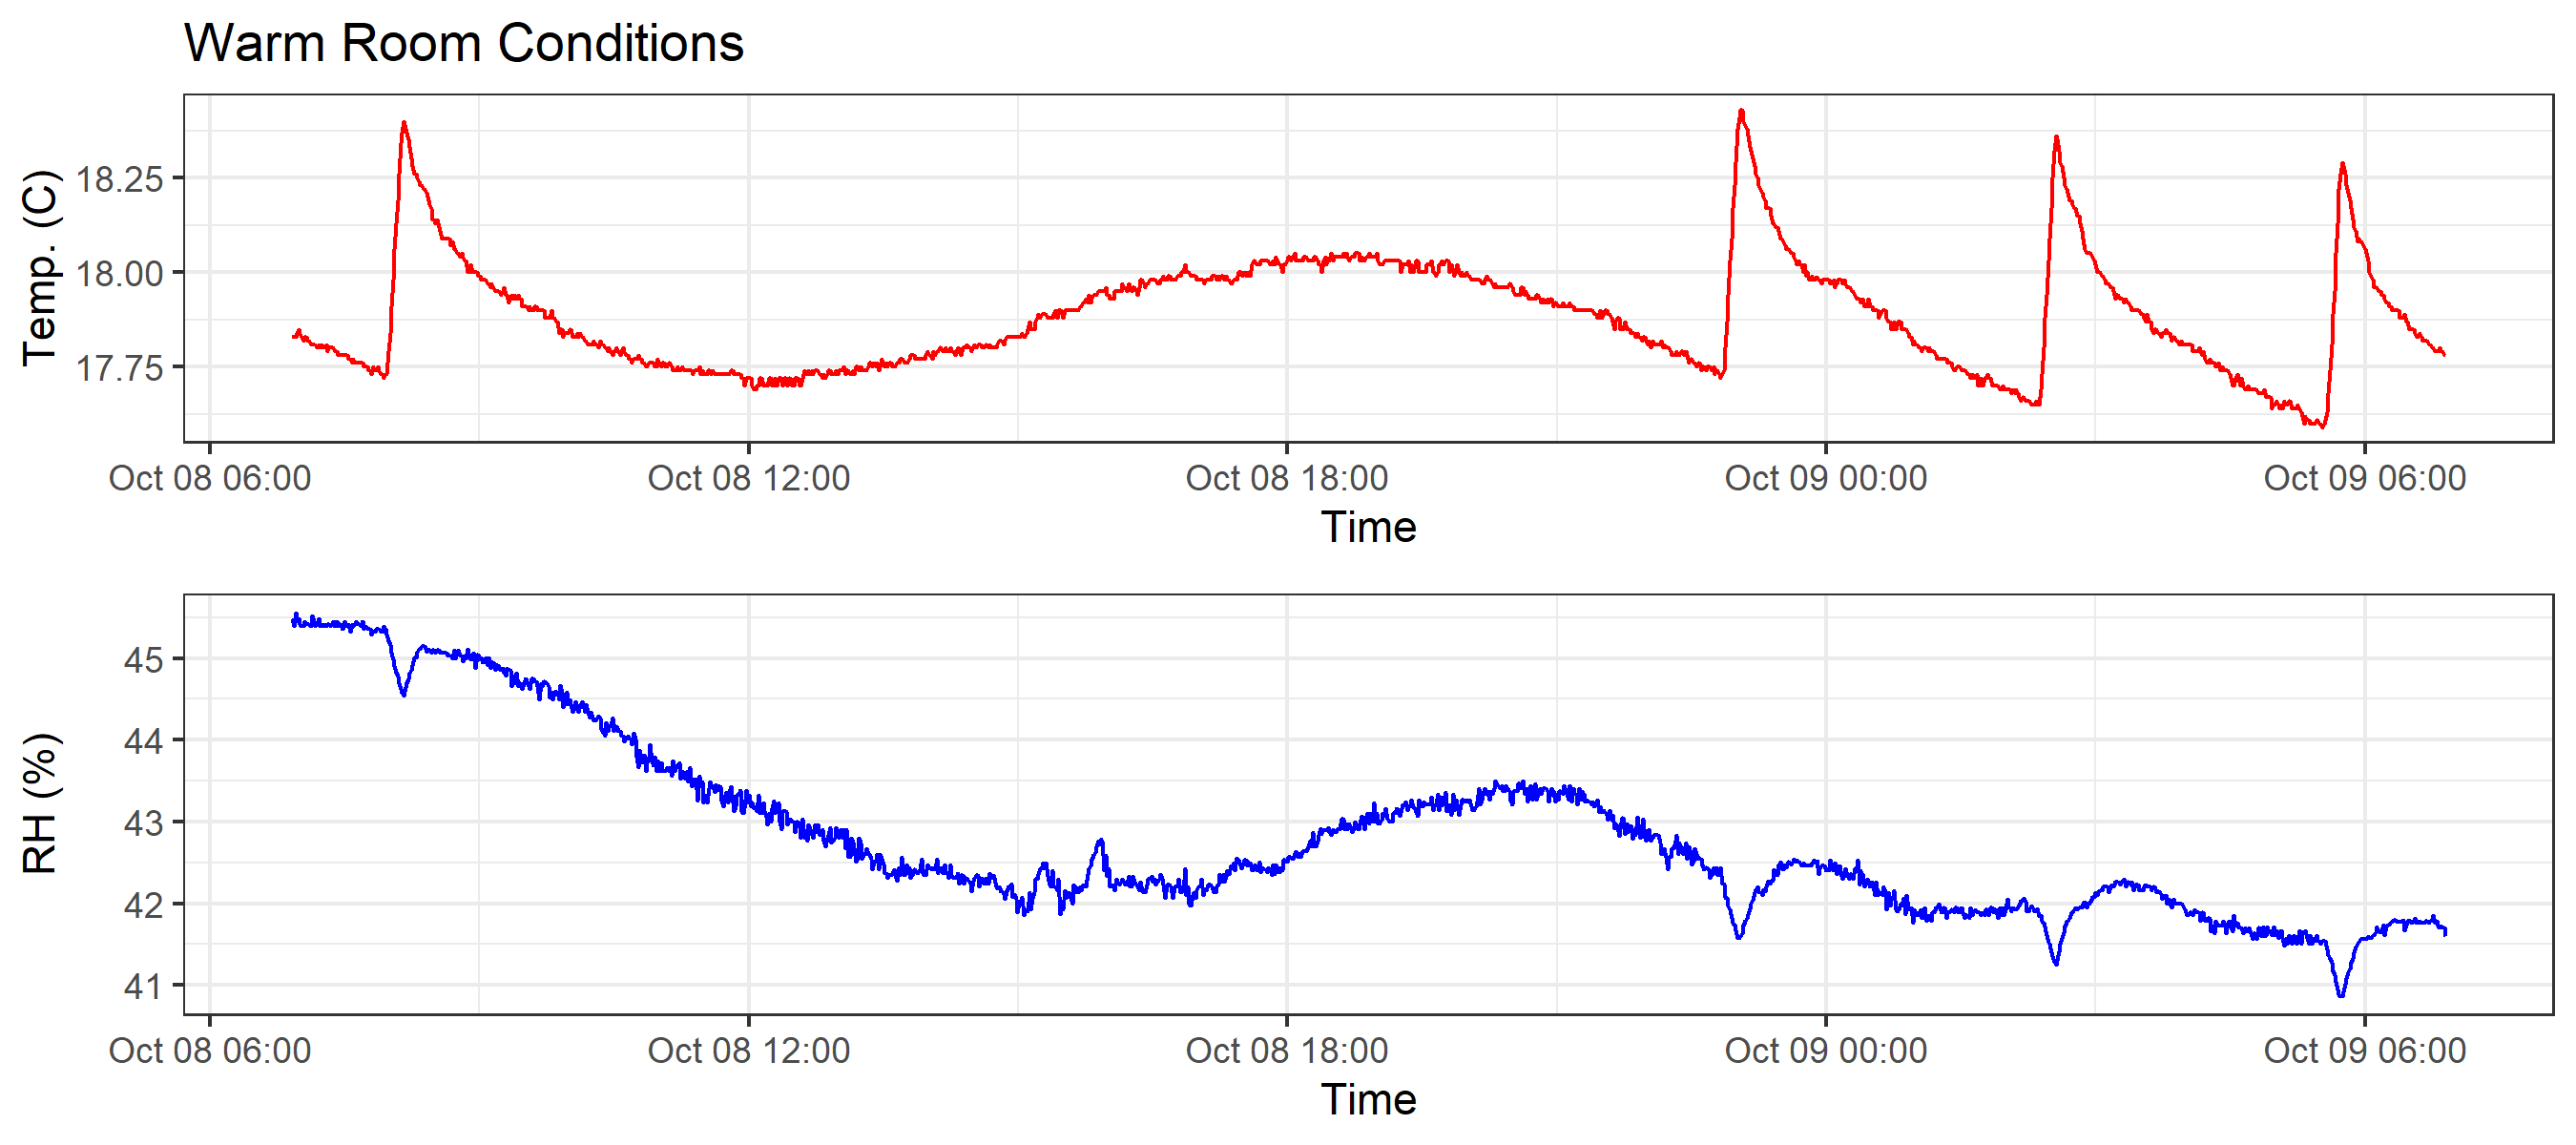 Warm Room Conditions
Temp. (C)
18.25
18.00
17.75
Oct 08 06:00 Oct 08 12:00 Oct 08 18:00 Oct 09 00:00 Oct 09 06:00
Time
RH (%)
45
44
43
42
41
Oct 08 06:00 Oct 08 12:00 Oct 08 18:00 Oct 09 00:00 Oct 09 06:00
Time